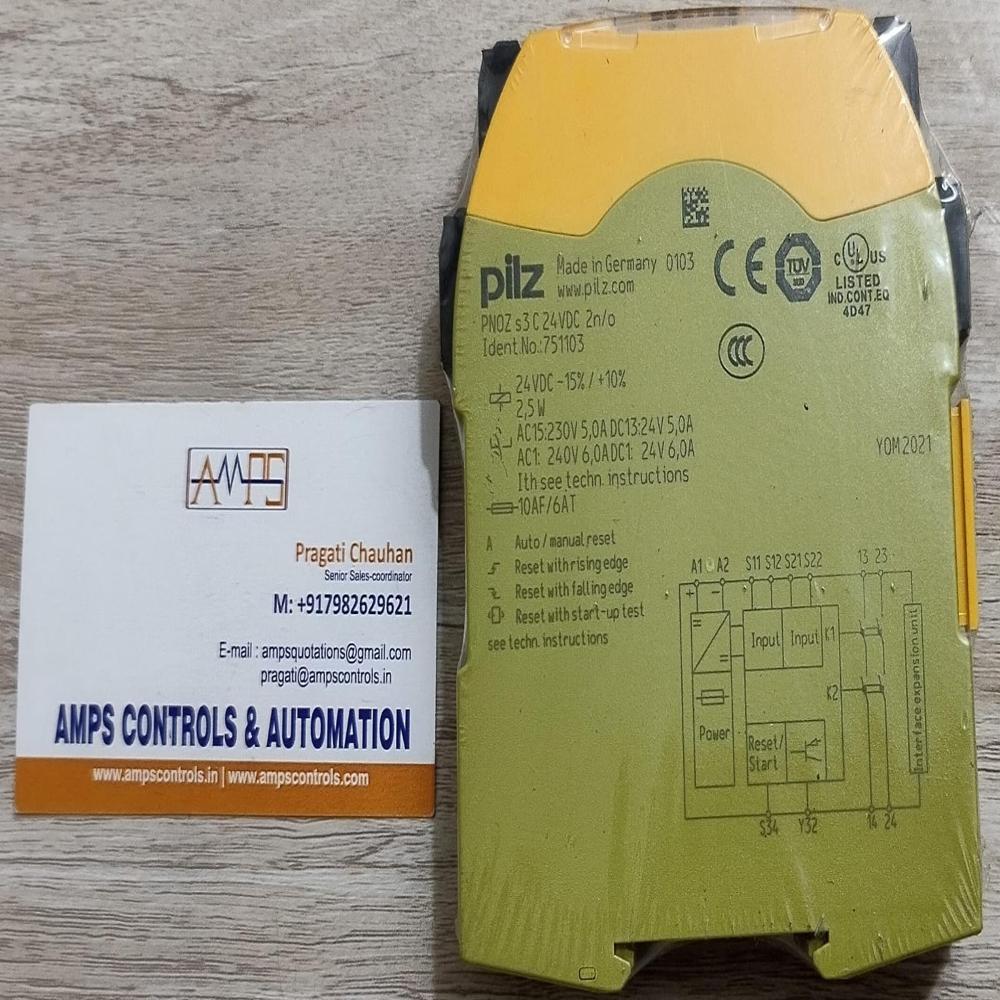 AMPS
Pragati Chauhan
Senior Sales-coordinator
M: +917982629621
E-mail : ampsquotations@gmail.com
pragati@ampscontrols.in
AMPS CONTROLS & AUTOMATION
www.ampscontrols.in | www.ampscontrols.com
pilz
Made in Germany 0103
www.pilz.com
CE
TÜV
C UL US
LISTED
IND.CONT.EQ
4D47
PNOZ s3 C 24VDC 2n/o
Ident.No.:751103
CCC
24VDC -15% / +10%
2,5 W
AC15:230V 5,0A DC13:24V 5,0A
AC1: 240V 6,0A DC1: 24V 6,0A
Ith see techn. instructions
10AF/6AT
YOM 2021
A Auto / manual reset
Reset with rising edge
Reset with falling edge
Reset with start-up test
see techn. instructions
A1 A2 S11 S12 S21 S22 13 23
+ −
Input Input K1
K2
Power
Reset/
Start
Interface expansion unit
S34 Y32 14 24